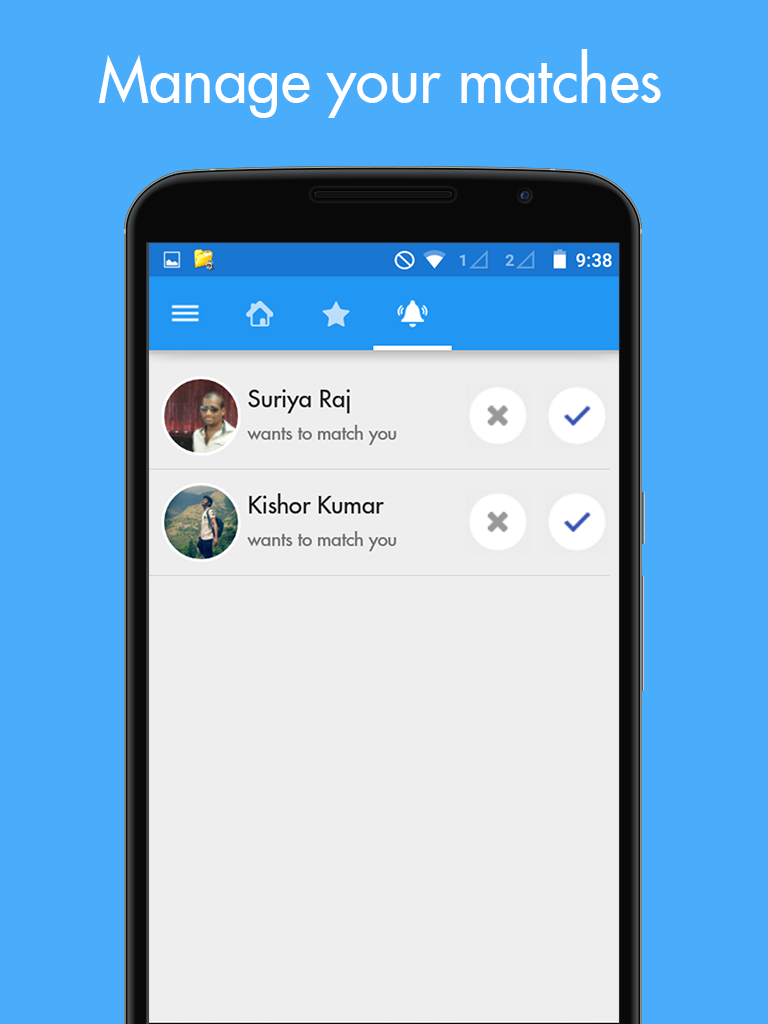 Manage your matches
1 2 9:38
Suriya Raj
wants to match you
Kishor Kumar
wants to match you